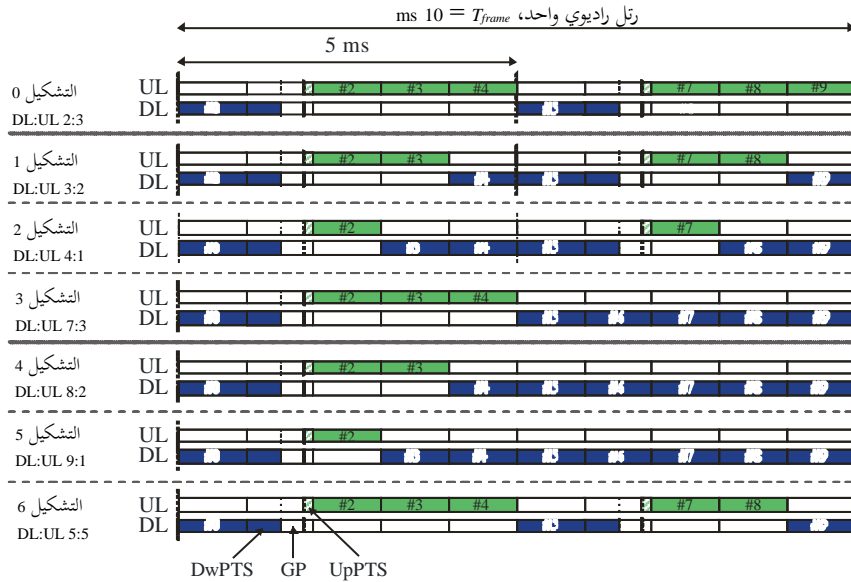 رتل راديوي واحد، ms 10 = Tframe
5 ms
التشكيل 0
DL:UL 2:3
UL #2 #3 #4 #7 #8 #9
DL
التشكيل 1
DL:UL 3:2
UL #2 #3 #7 #8
DL
التشكيل 2
DL:UL 4:1
UL #2 #7
DL
التشكيل 3
DL:UL 7:3
UL #2 #3 #4
DL
التشكيل 4
DL:UL 8:2
UL #2 #3
DL
التشكيل 5
DL:UL 9:1
UL #2
DL
التشكيل 6
DL:UL 5:5
UL #2 #3 #4 #7 #8
DL
DwPTS GP UpPTS